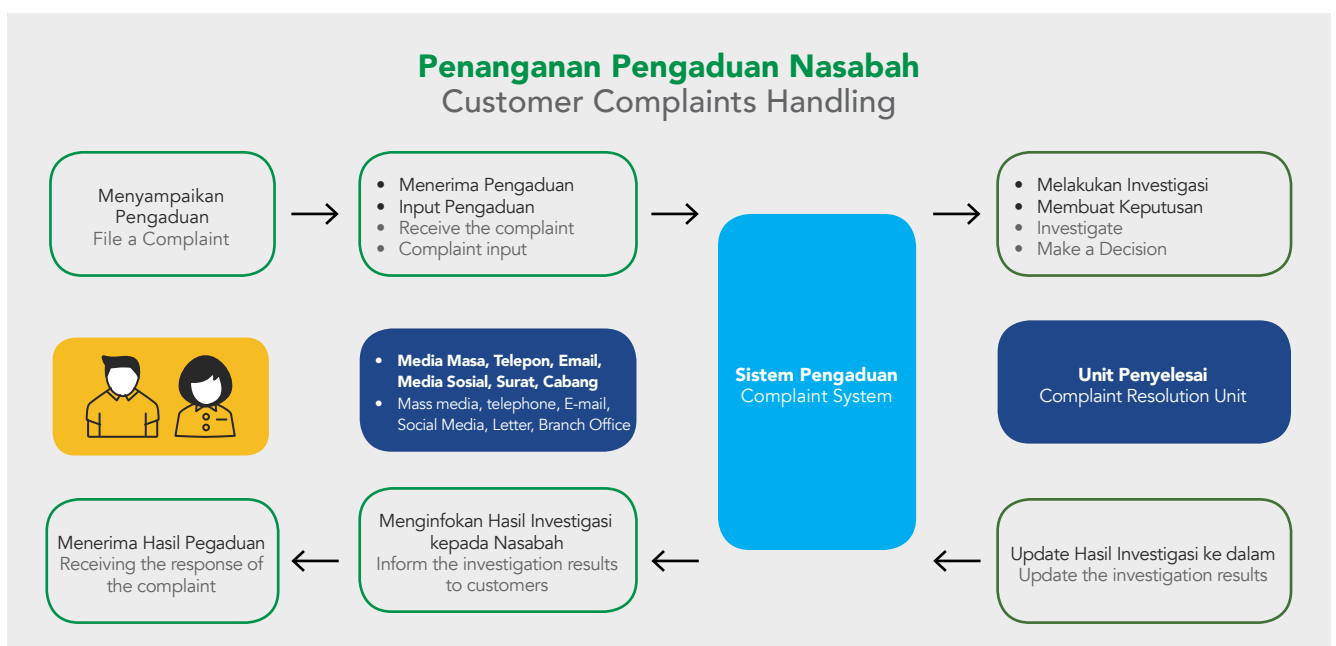 Penanganan Pengaduan Nasabah
Customer Complaints Handling
Menyampaikan
Pengaduan
File a Complaint
• Menerima Pengaduan
• Input Pengaduan
• Receive the complaint
• Complaint input
• Melakukan Investigasi
• Membuat Keputusan
• Investigate
• Make a Decision
• Media Masa, Telepon, Email,
Media Sosial, Surat, Cabang
• Mass media, telephone, E-mail,
Social Media, Letter, Branch Office
Sistem Pengaduan
Complaint System
Unit Penyelesai
Complaint Resolution Unit
Menerima Hasil Pegaduan
Receiving the response of
the complaint
Menginfokan Hasil Investigasi
kepada Nasabah
Inform the investigation results
to customers
Update Hasil Investigasi ke dalam
Update the investigation results